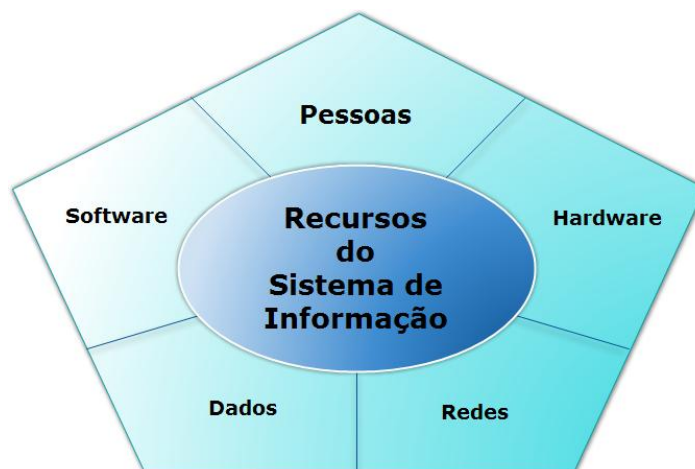 Pessoas
Software
Recursos
do
Sistema de
Informação
Hardware
Dados
Redes